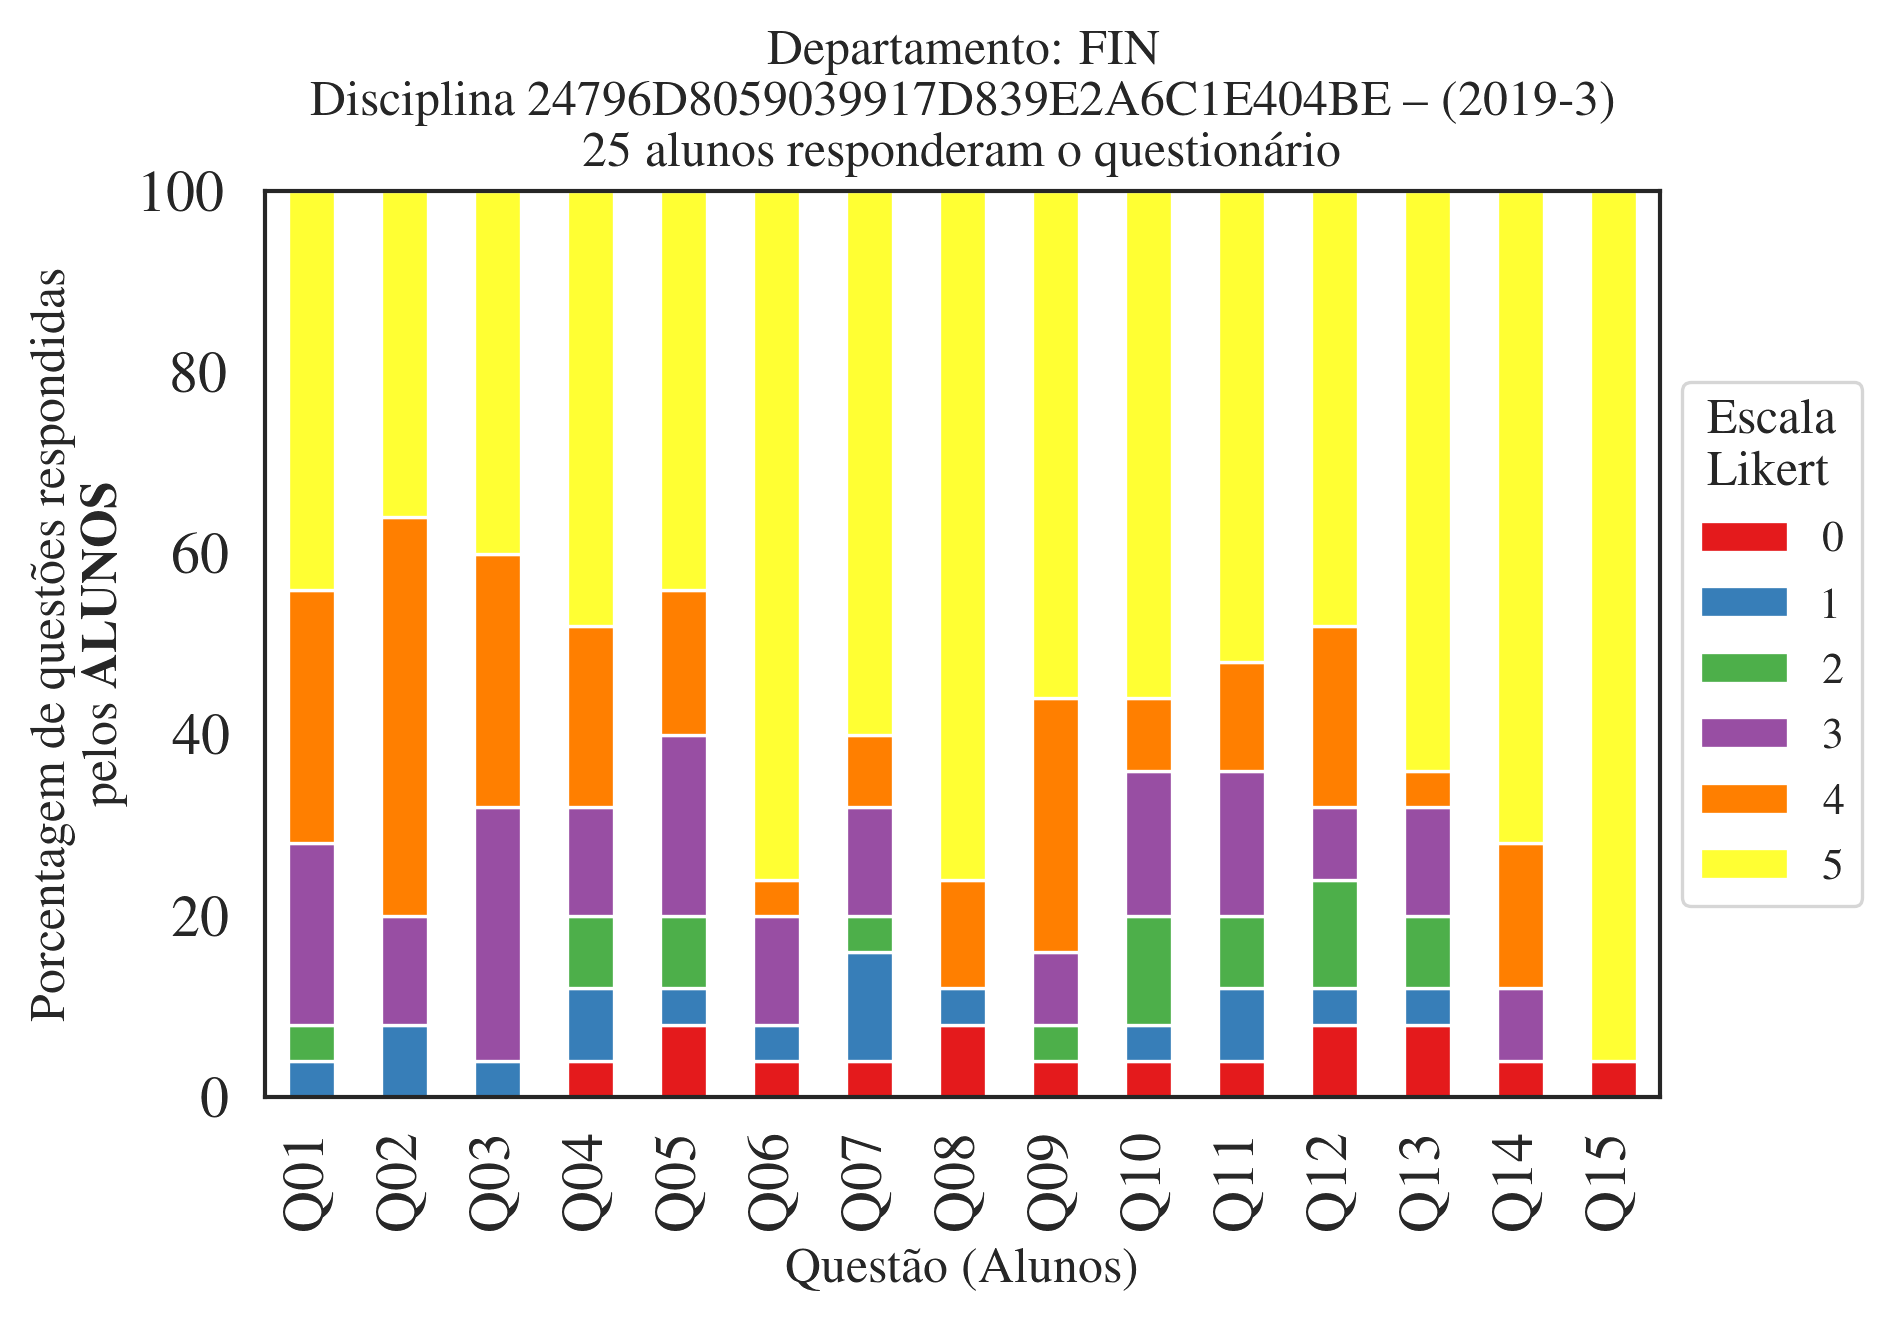 Departamento: FIN
Disciplina 24796D8059039917D839E2A6C1E404BE – (2019-3)
25 alunos responderam o questionário
Porcentagem de questões respondidas
pelos ALUNOS
100
80
60
40
20
0
Q01
Q02
Q03
Q04
Q05
Q06
Q07
Q08
Q09
Q10
Q11
Q12
Q13
Q14
Q15
Questão (Alunos)
Escala
Likert
0
1
2
3
4
5